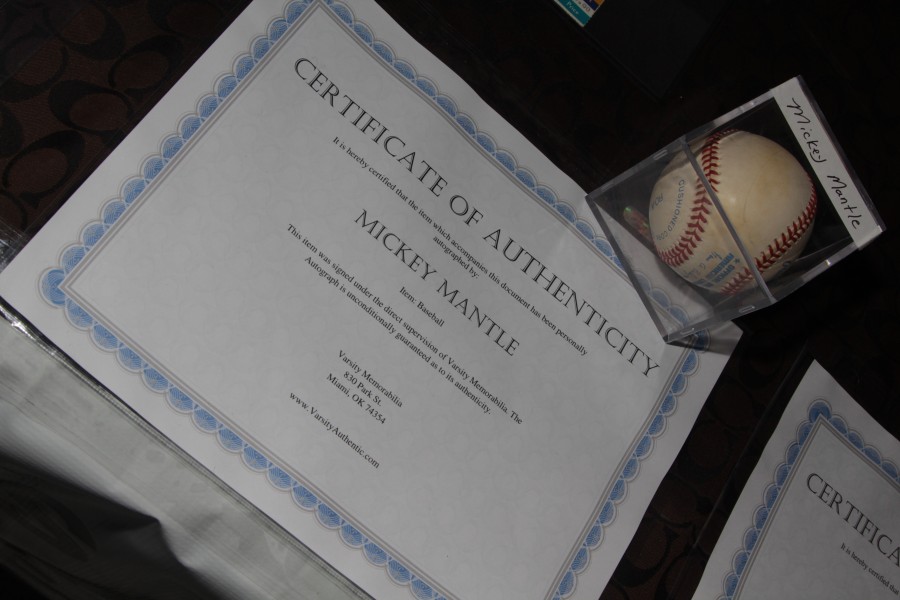 CERTIFICATE OF AUTHENTICITY
It is hereby certified that the item which accompanies this document has been personally
autographed by:
MICKEY MANTLE
Item: Baseball
This item was signed under the direct supervision of Varsity Memorabilia. The
Autograph is unconditionally guaranteed as to its authenticity.
Varsity Memorabilia
830 Park St.
Miami, OK 74354
www.VarsityAuthentic.com
Mickey Mantle
CUSHIONED
CERTIFICA
It is hereby certified that the